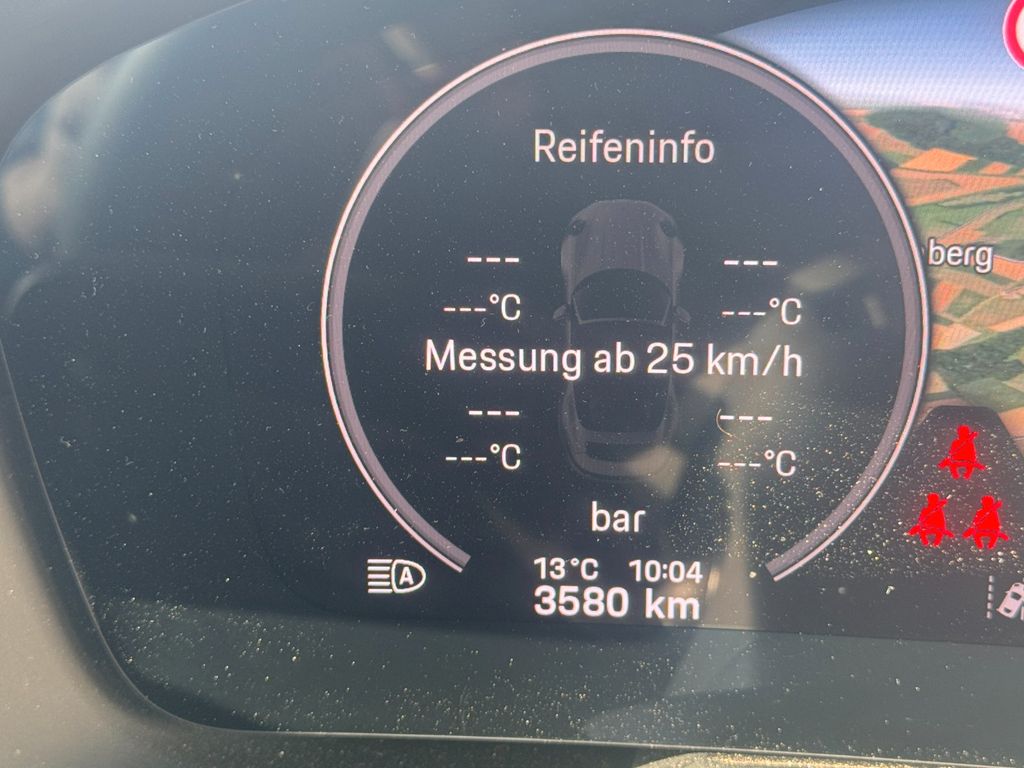 Reifeninfo
--- ---
---°C ---°C
berg
Messung ab 25 km/h
--- ---
---°C ---°C
bar
A
13°C 10:04
3580 km